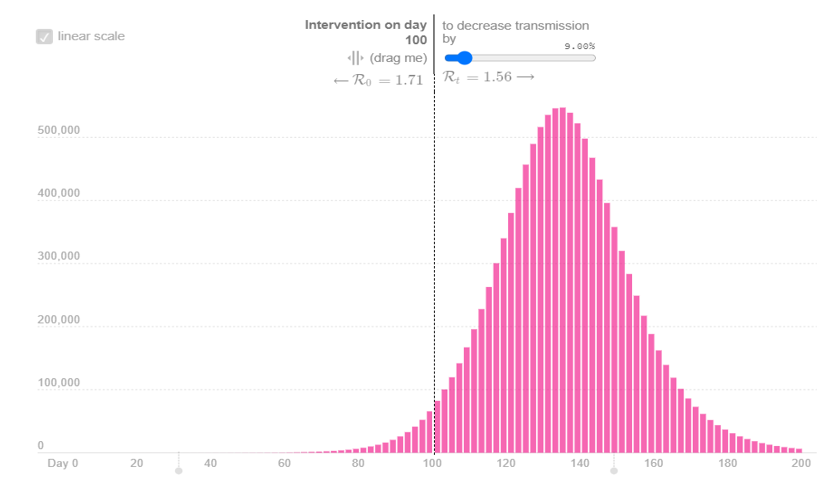 ✓ linear scale
Intervention on day
100
(drag me)
← R₀ = 1.71
to decrease transmission
by
9.00%
Rₜ = 1.56 →
500,000
400,000
300,000
200,000
100,000
0
Day 0 20 40 60 80 100 120 140 160 180 200